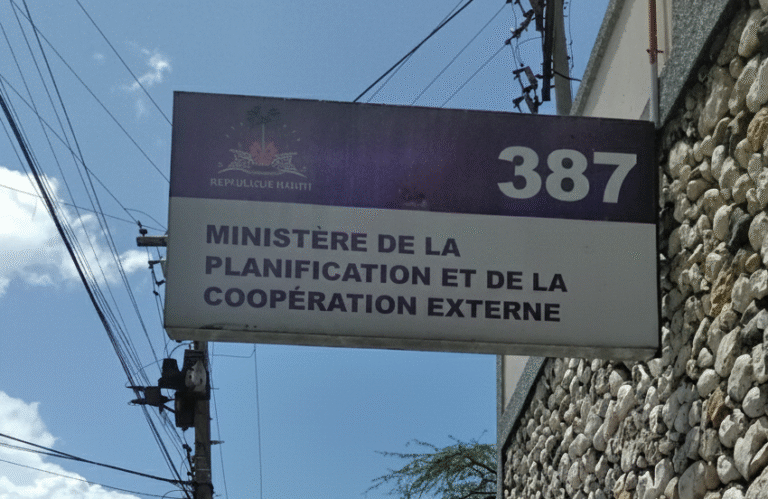 387
REPUBLIQUE HAITI
MINISTÈRE DE LA
PLANIFICATION ET DE LA
COOPÉRATION EXTERNE